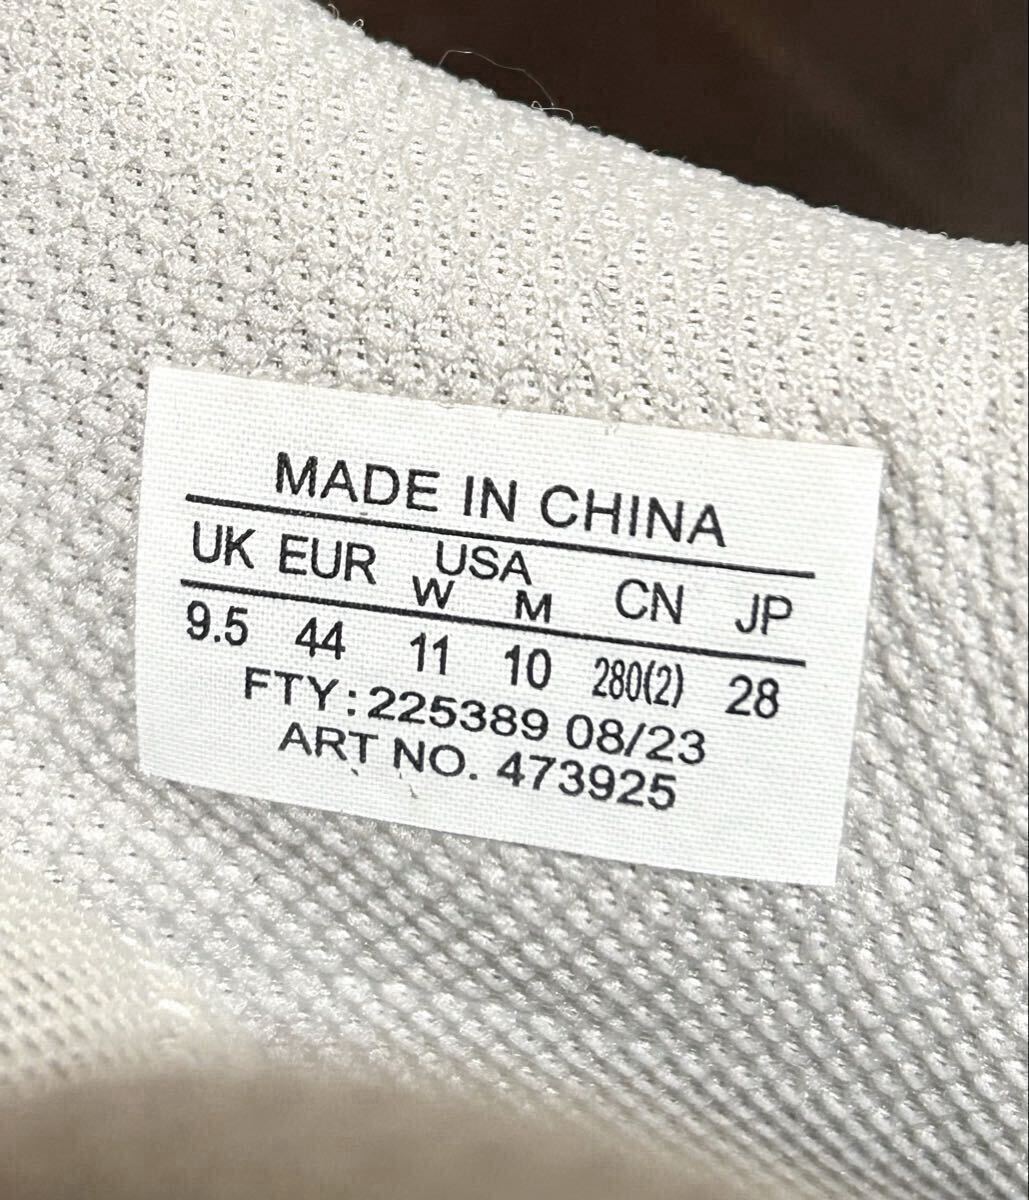 MADE IN CHINA
UK EUR USA CN JP
W M
9.5 44 11 10 280(2) 28
FTY: 225389 08/23
ART NO. 473925